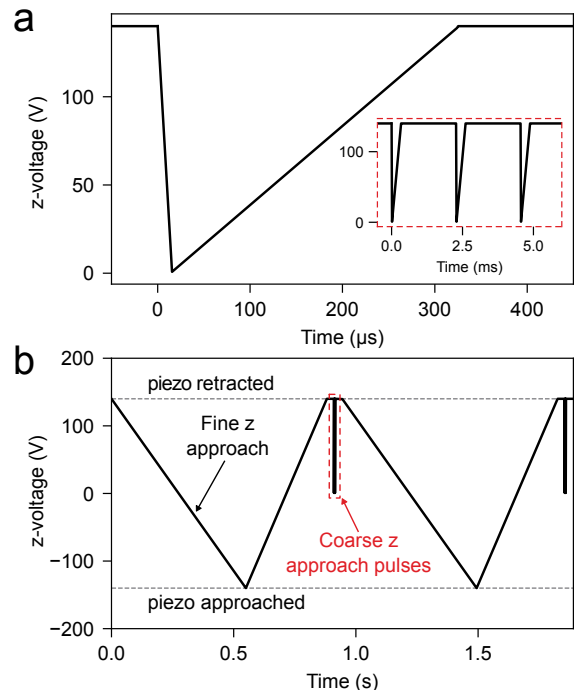 a
z-voltage (V)
100
50
0
100
0
0.0 2.5 5.0
Time (ms)
0 100 200 300 400
Time (µs)
b
z-voltage (V)
200
100
0
−100
−200
piezo retracted
Fine z
approach
Coarse z
approach pulses
piezo approached
0.0 0.5 1.0 1.5
Time (s)